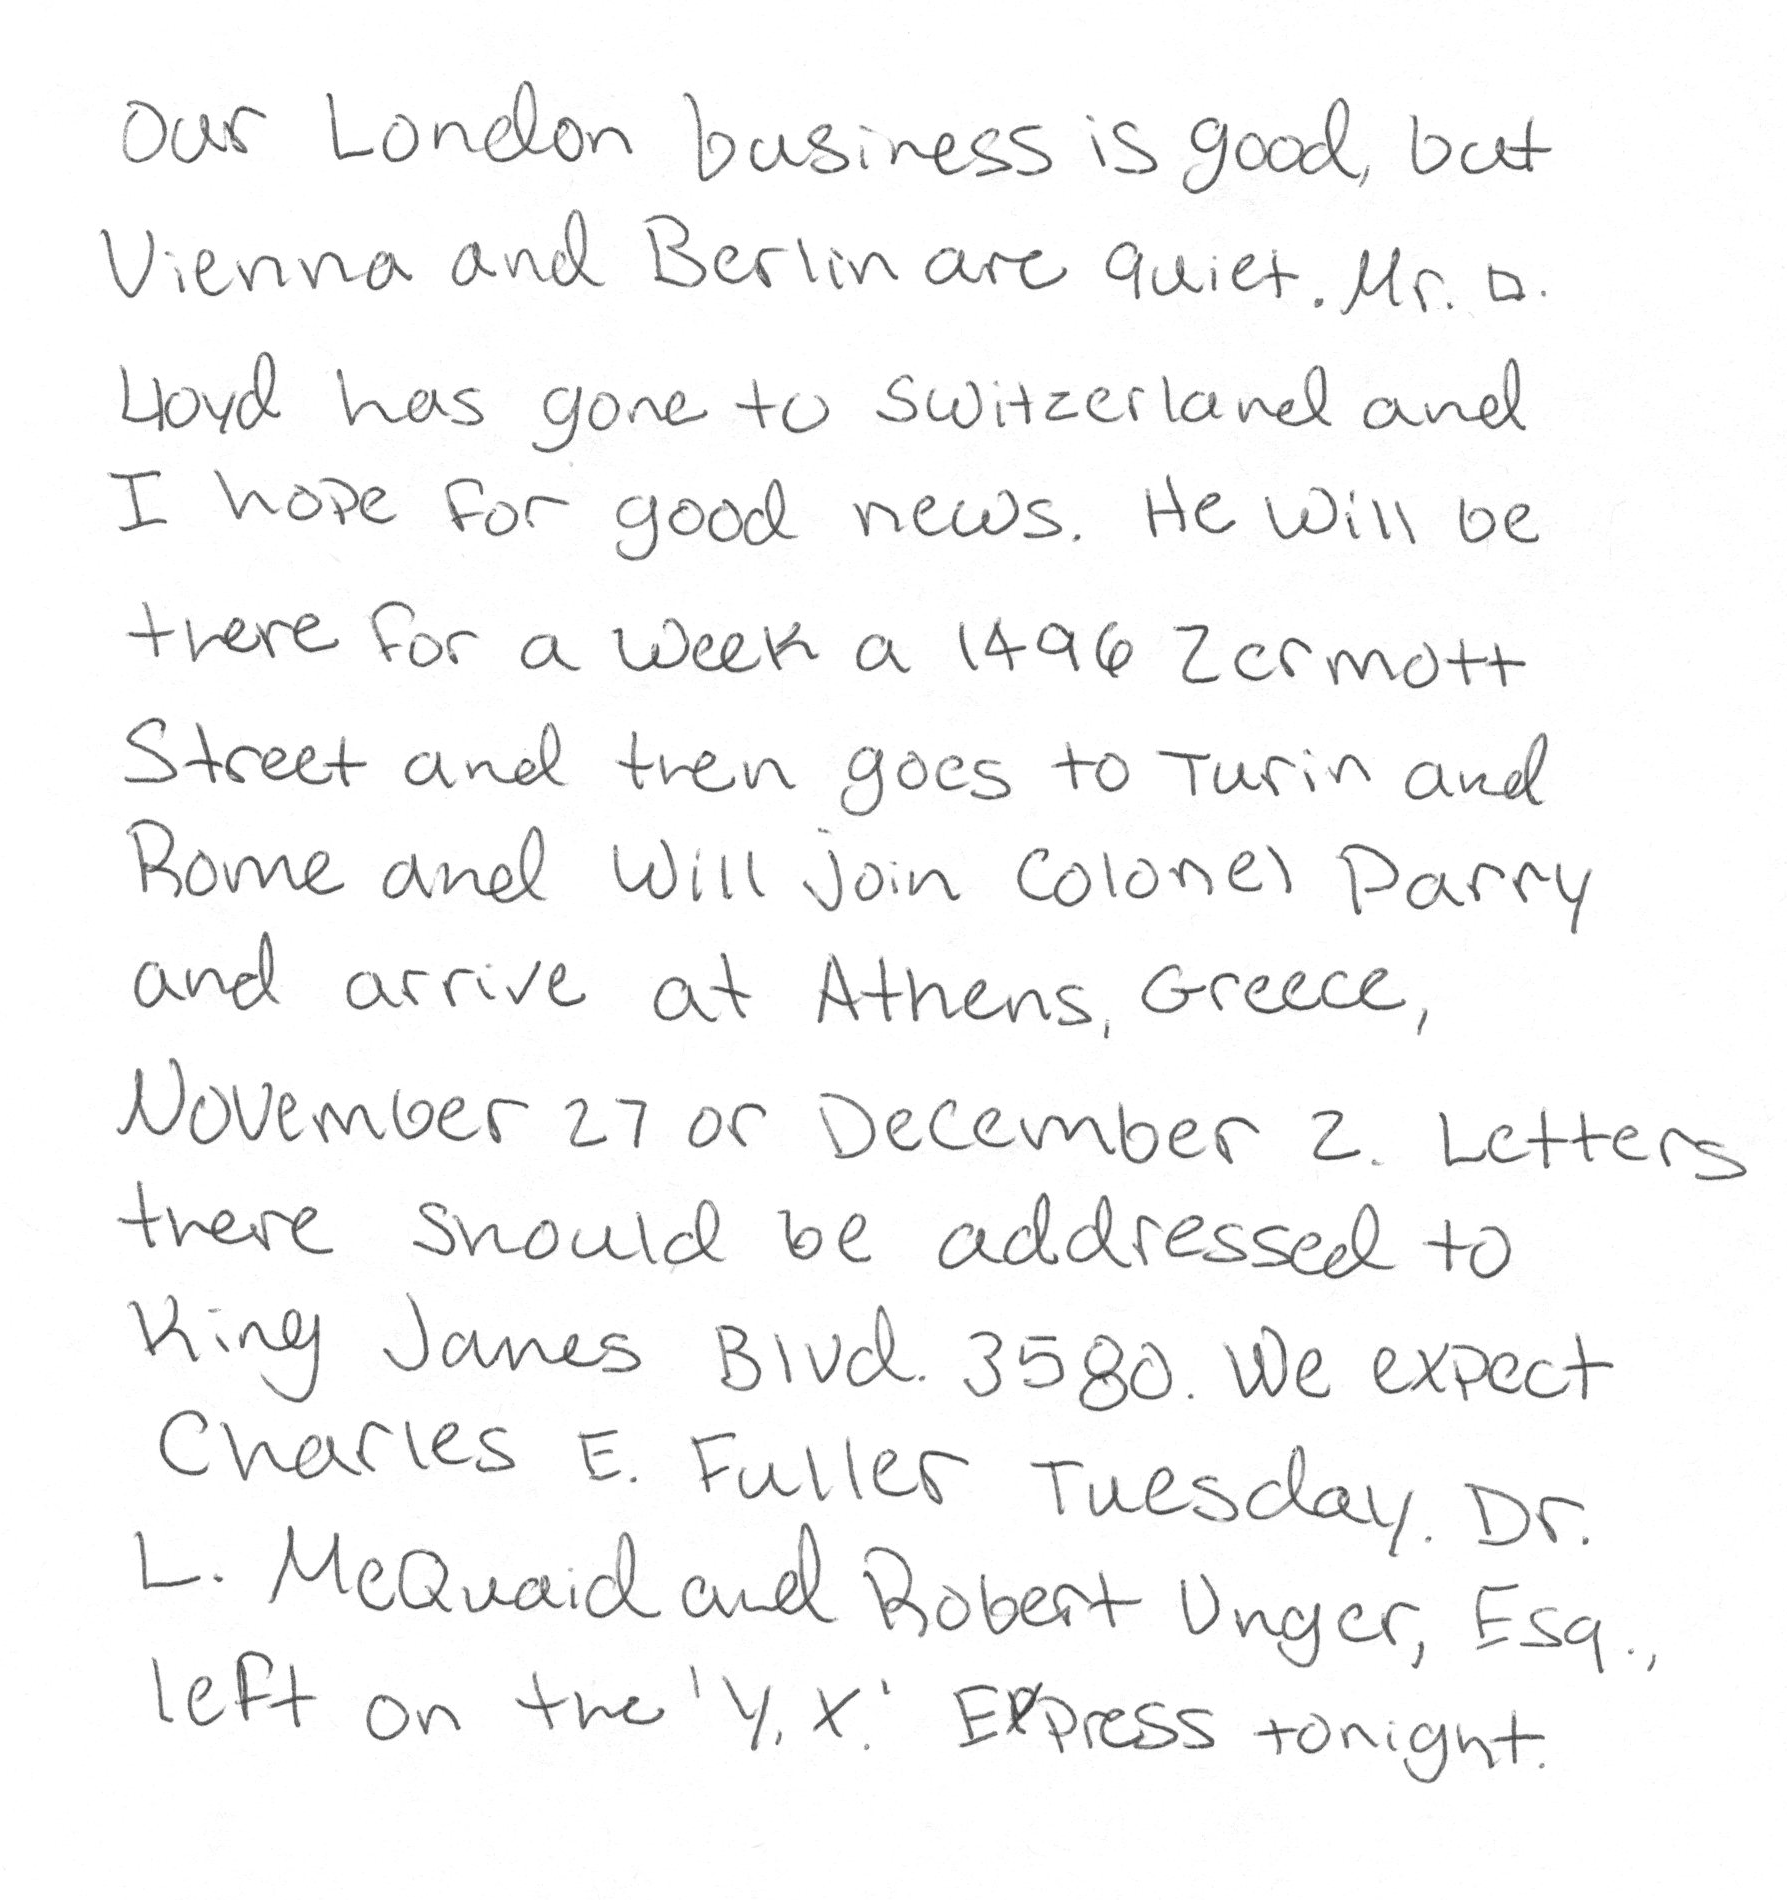 Our London business is good, but
Vienna and Berlin are quiet. Mr. D.
Lloyd has gone to Switzerland and
I hope for good news. He will be
there for a week a 1496 Zermott
Street and then goes to Turin and
Rome and will join Colonel Parry
and arrive at Athens, Greece,
November 27 or December 2. Letters
there should be addressed to
King James Blvd. 3580. We expect
Charles E. Fuller Tuesday. Dr.
L. McQuaid and Robert Unger, Esq.,
left on the 'Y.X.' Express tonight.